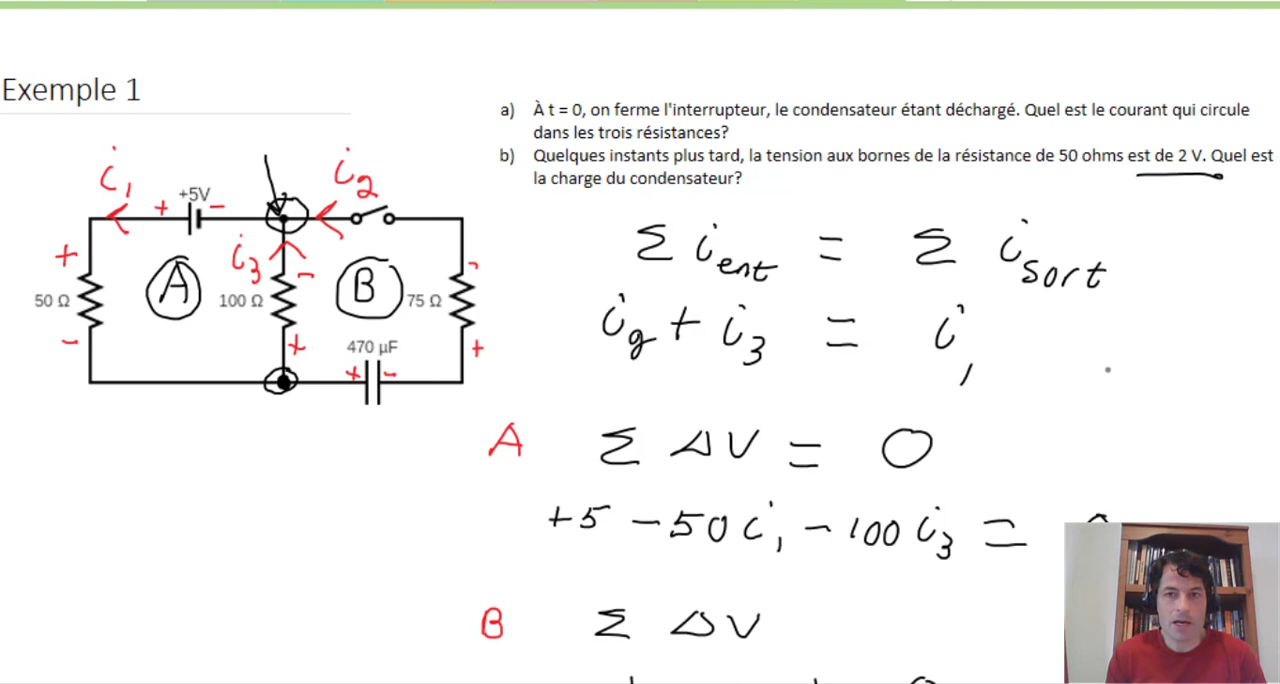 Exemple 1
a) À t = 0, on ferme l'interrupteur, le condensateur étant déchargé. Quel est le courant qui circule
dans les trois résistances?
b) Quelques instants plus tard, la tension aux bornes de la résistance de 50 ohms est de 2 V. Quel est
la charge du condensateur?
i₁
+5V
+ -
i₂
+
50 Ω
-
A
i₃
100 Ω
-
+
B
75 Ω
-
+
470 µF
+ -
Σ i ent = Σ i sort
i₂ + i₃ = i₁
A Σ ΔV = 0
+5 - 50 i₁ - 100 i₃ =
B Σ ΔV